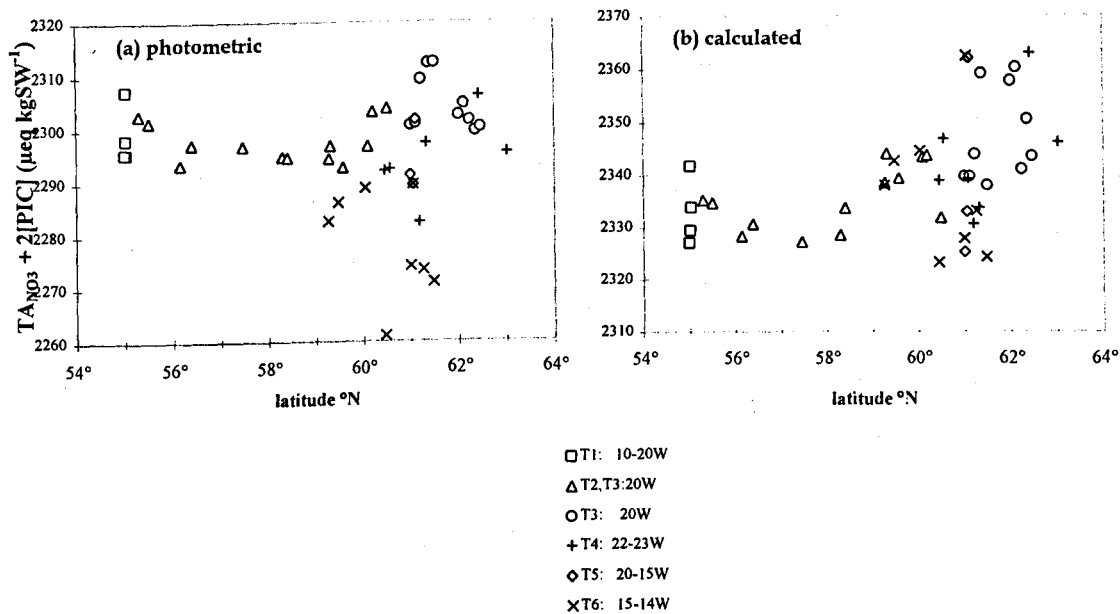 TA_NO3 + 2[PIC] (µeq kgSW⁻¹)
(a) photometric
2320
2310
2300
2290
2280
2270
2260
54° 56° 58° 60° 62° 64°
latitude °N
(b) calculated
2370
2360
2350
2340
2330
2320
2310
54° 56° 58° 60° 62° 64°
latitude °N
T1: 10-20W
T2,T3:20W
T3: 20W
T4: 22-23W
T5: 20-15W
T6: 15-14W